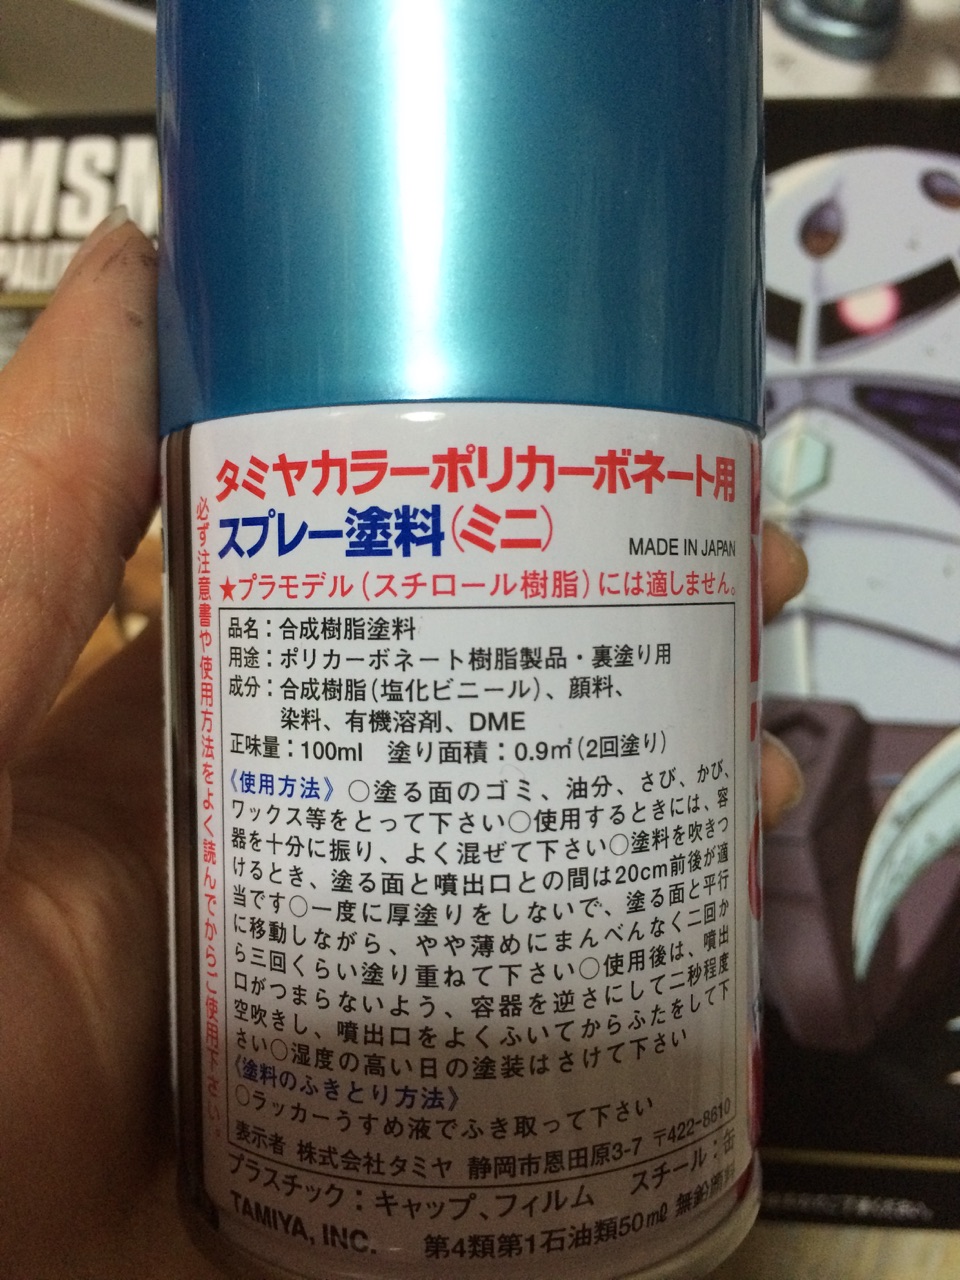 MSM
タミヤカラーポリカーボネート用
スプレー塗料(ミニ)
MADE IN JAPAN
★プラモデル(スチロール樹脂)には適しません。
必ず注意書や使用方法をよく読んでからご使用下さい。
品名：合成樹脂塗料
用途：ポリカーボネート樹脂製品・裏塗り用
成分：合成樹脂(塩化ビニール)、顔料、
染料、有機溶剤、DME
正味量：100ml 塗り面積：0.9㎡(2回塗り)
《使用方法》○塗る面のゴミ、油分、さび、かび、
ワックス等をとって下さい○使用するときには、容
器を十分に振り、よく混ぜて下さい○塗料を吹きつ
けるとき、塗る面と噴出口との間は20cm前後が適
当です○一度に厚塗りをしないで、塗る面と平行
に移動しながら、やや薄めにまんべんなく二回か
ら三回くらい塗り重ねて下さい○使用後は、噴出
口がつまらないよう、容器を逆さにして二秒程度
空吹きし、噴出口をよくふいてからふたをして下
さい○湿度の高い日の塗装はさけて下さい
《塗料のふきとり方法》
○ラッカーうすめ液でふき取って下さい
表示者 株式会社タミヤ 静岡市恩田原3-7 〒422-8610
プラスチック：キャップ、フィルム スチール：缶
TAMIYA, INC. 第4類第1石油類50mℓ 無鉛顔料